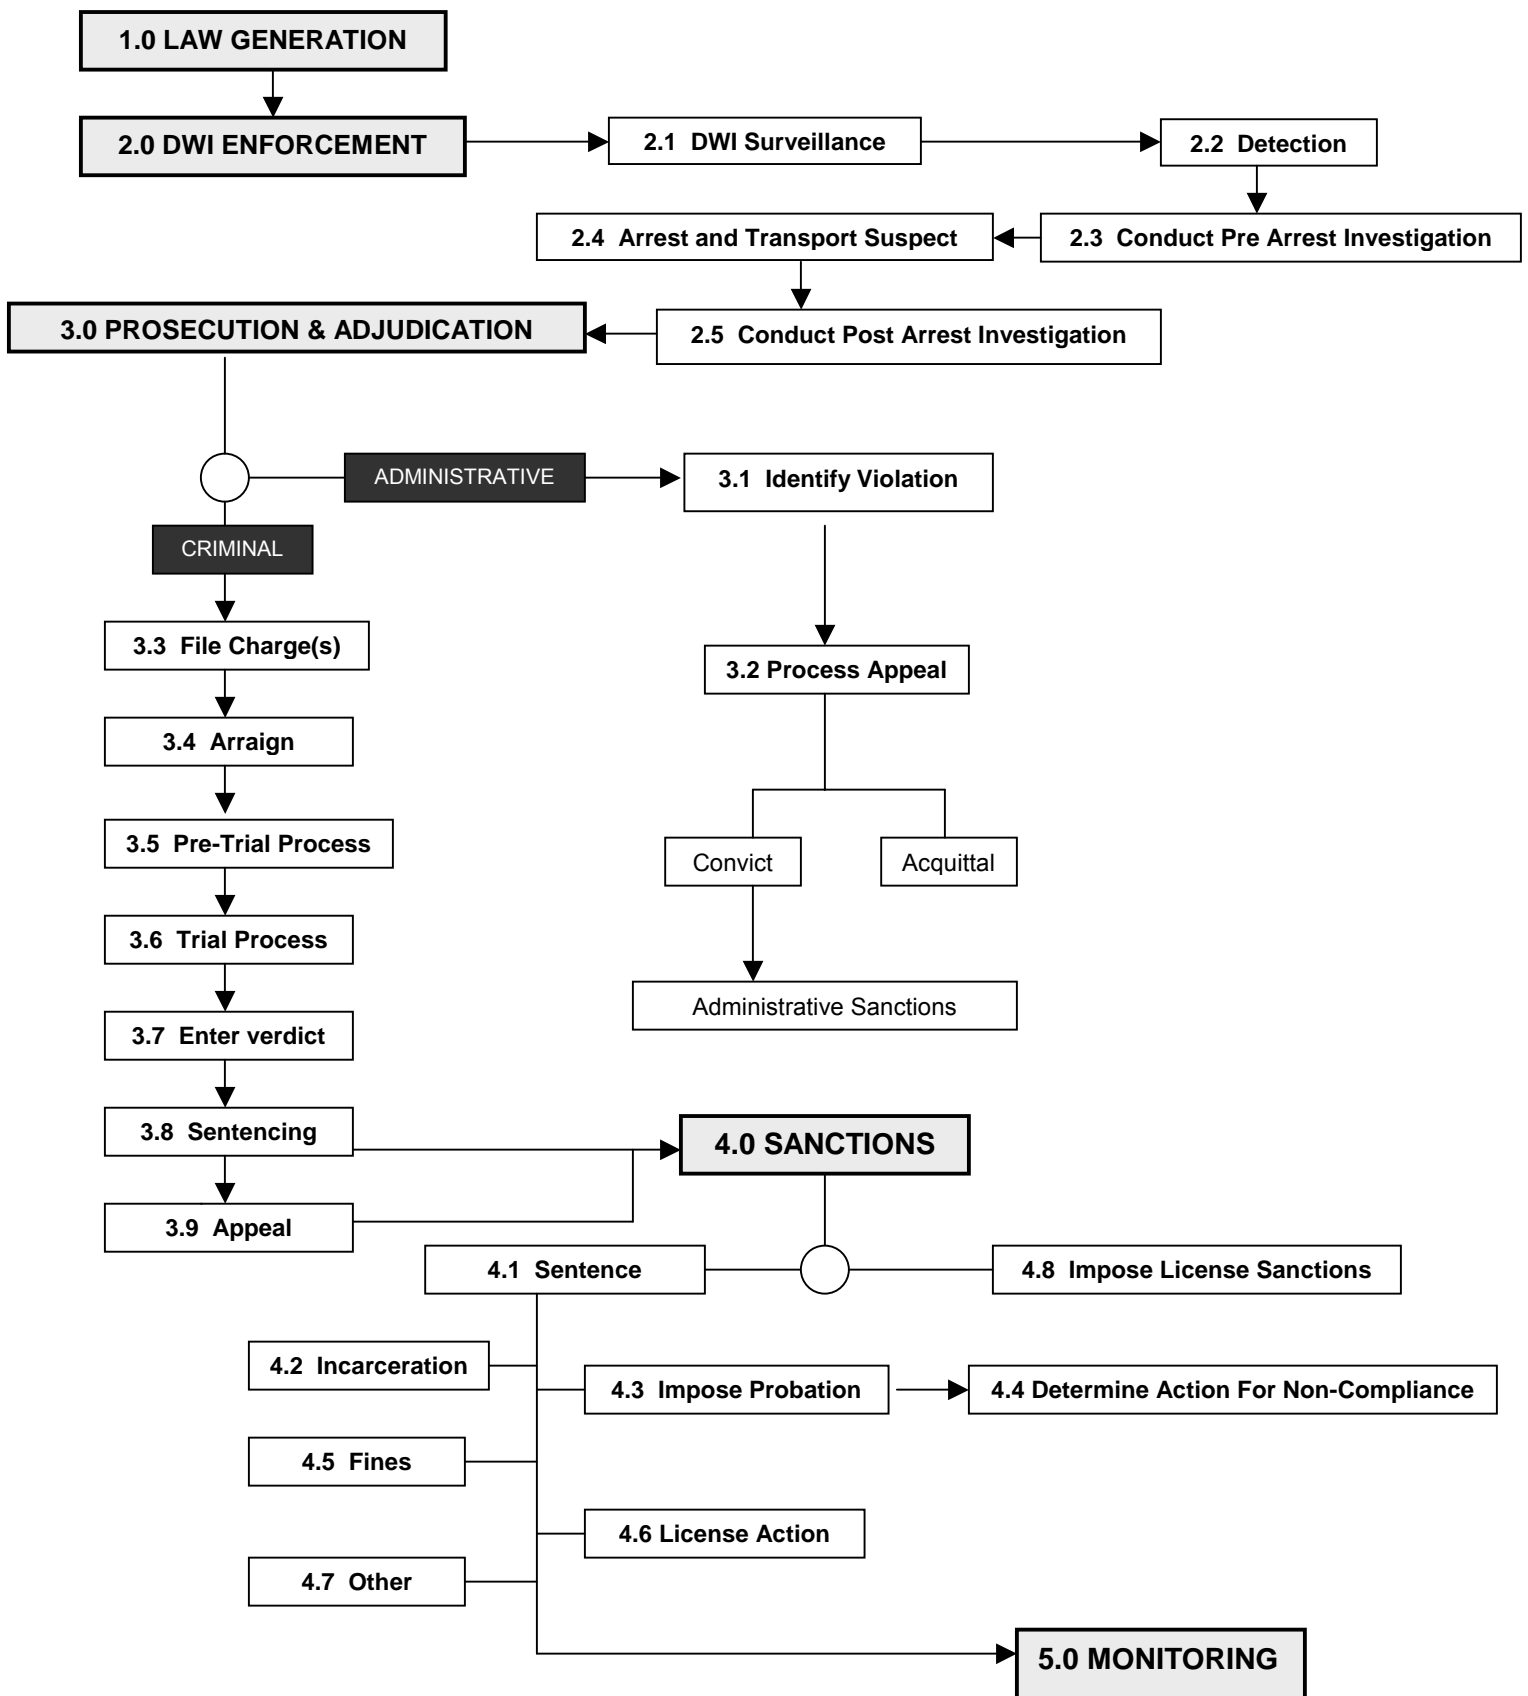 1.0 LAW GENERATION
2.0 DWI ENFORCEMENT
2.1 DWI Surveillance
2.2 Detection
2.4 Arrest and Transport Suspect
2.3 Conduct Pre Arrest Investigation
3.0 PROSECUTION & ADJUDICATION
2.5 Conduct Post Arrest Investigation
ADMINISTRATIVE
3.1 Identify Violation
CRIMINAL
3.3 File Charge(s)
3.2 Process Appeal
3.4 Arraign
3.5 Pre-Trial Process
Convict
Acquittal
3.6 Trial Process
Administrative Sanctions
3.7 Enter verdict
3.8 Sentencing
4.0 SANCTIONS
3.9 Appeal
4.1 Sentence
4.8 Impose License Sanctions
4.2 Incarceration
4.3 Impose Probation
4.4 Determine Action For Non-Compliance
4.5 Fines
4.6 License Action
4.7 Other
5.0 MONITORING